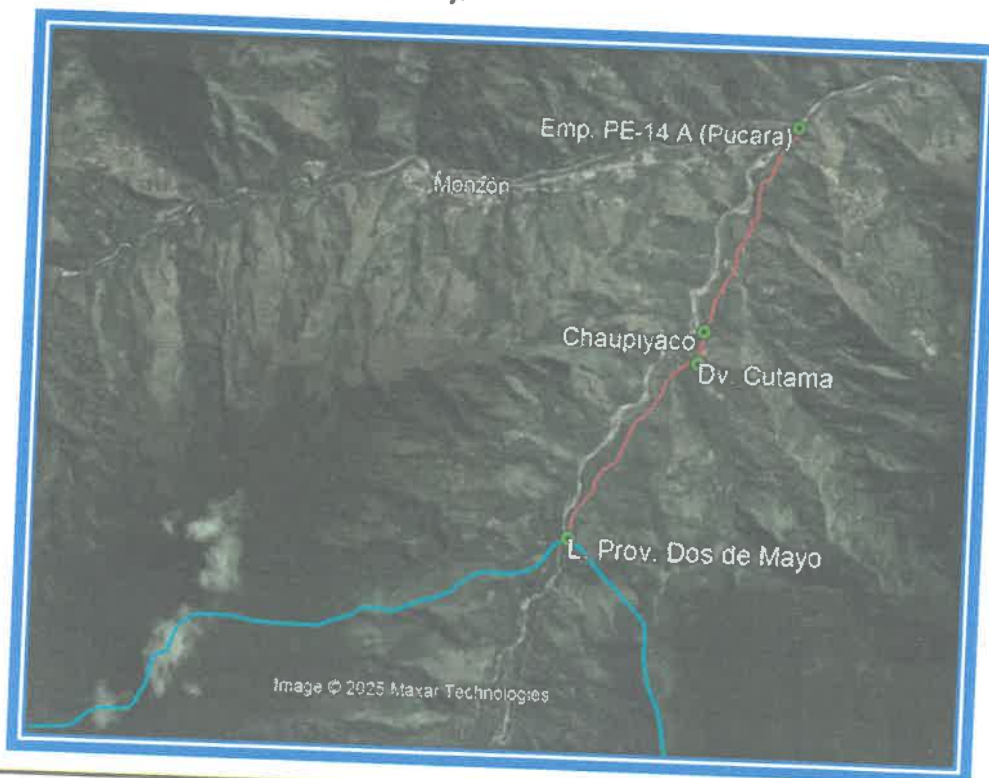 Emp. PE-14 A (Pucara)
Monzón
Chaupiyaco
Dv. Cutama
L. Prov. Dos de Mayo
Image © 2025 Maxar Technologies